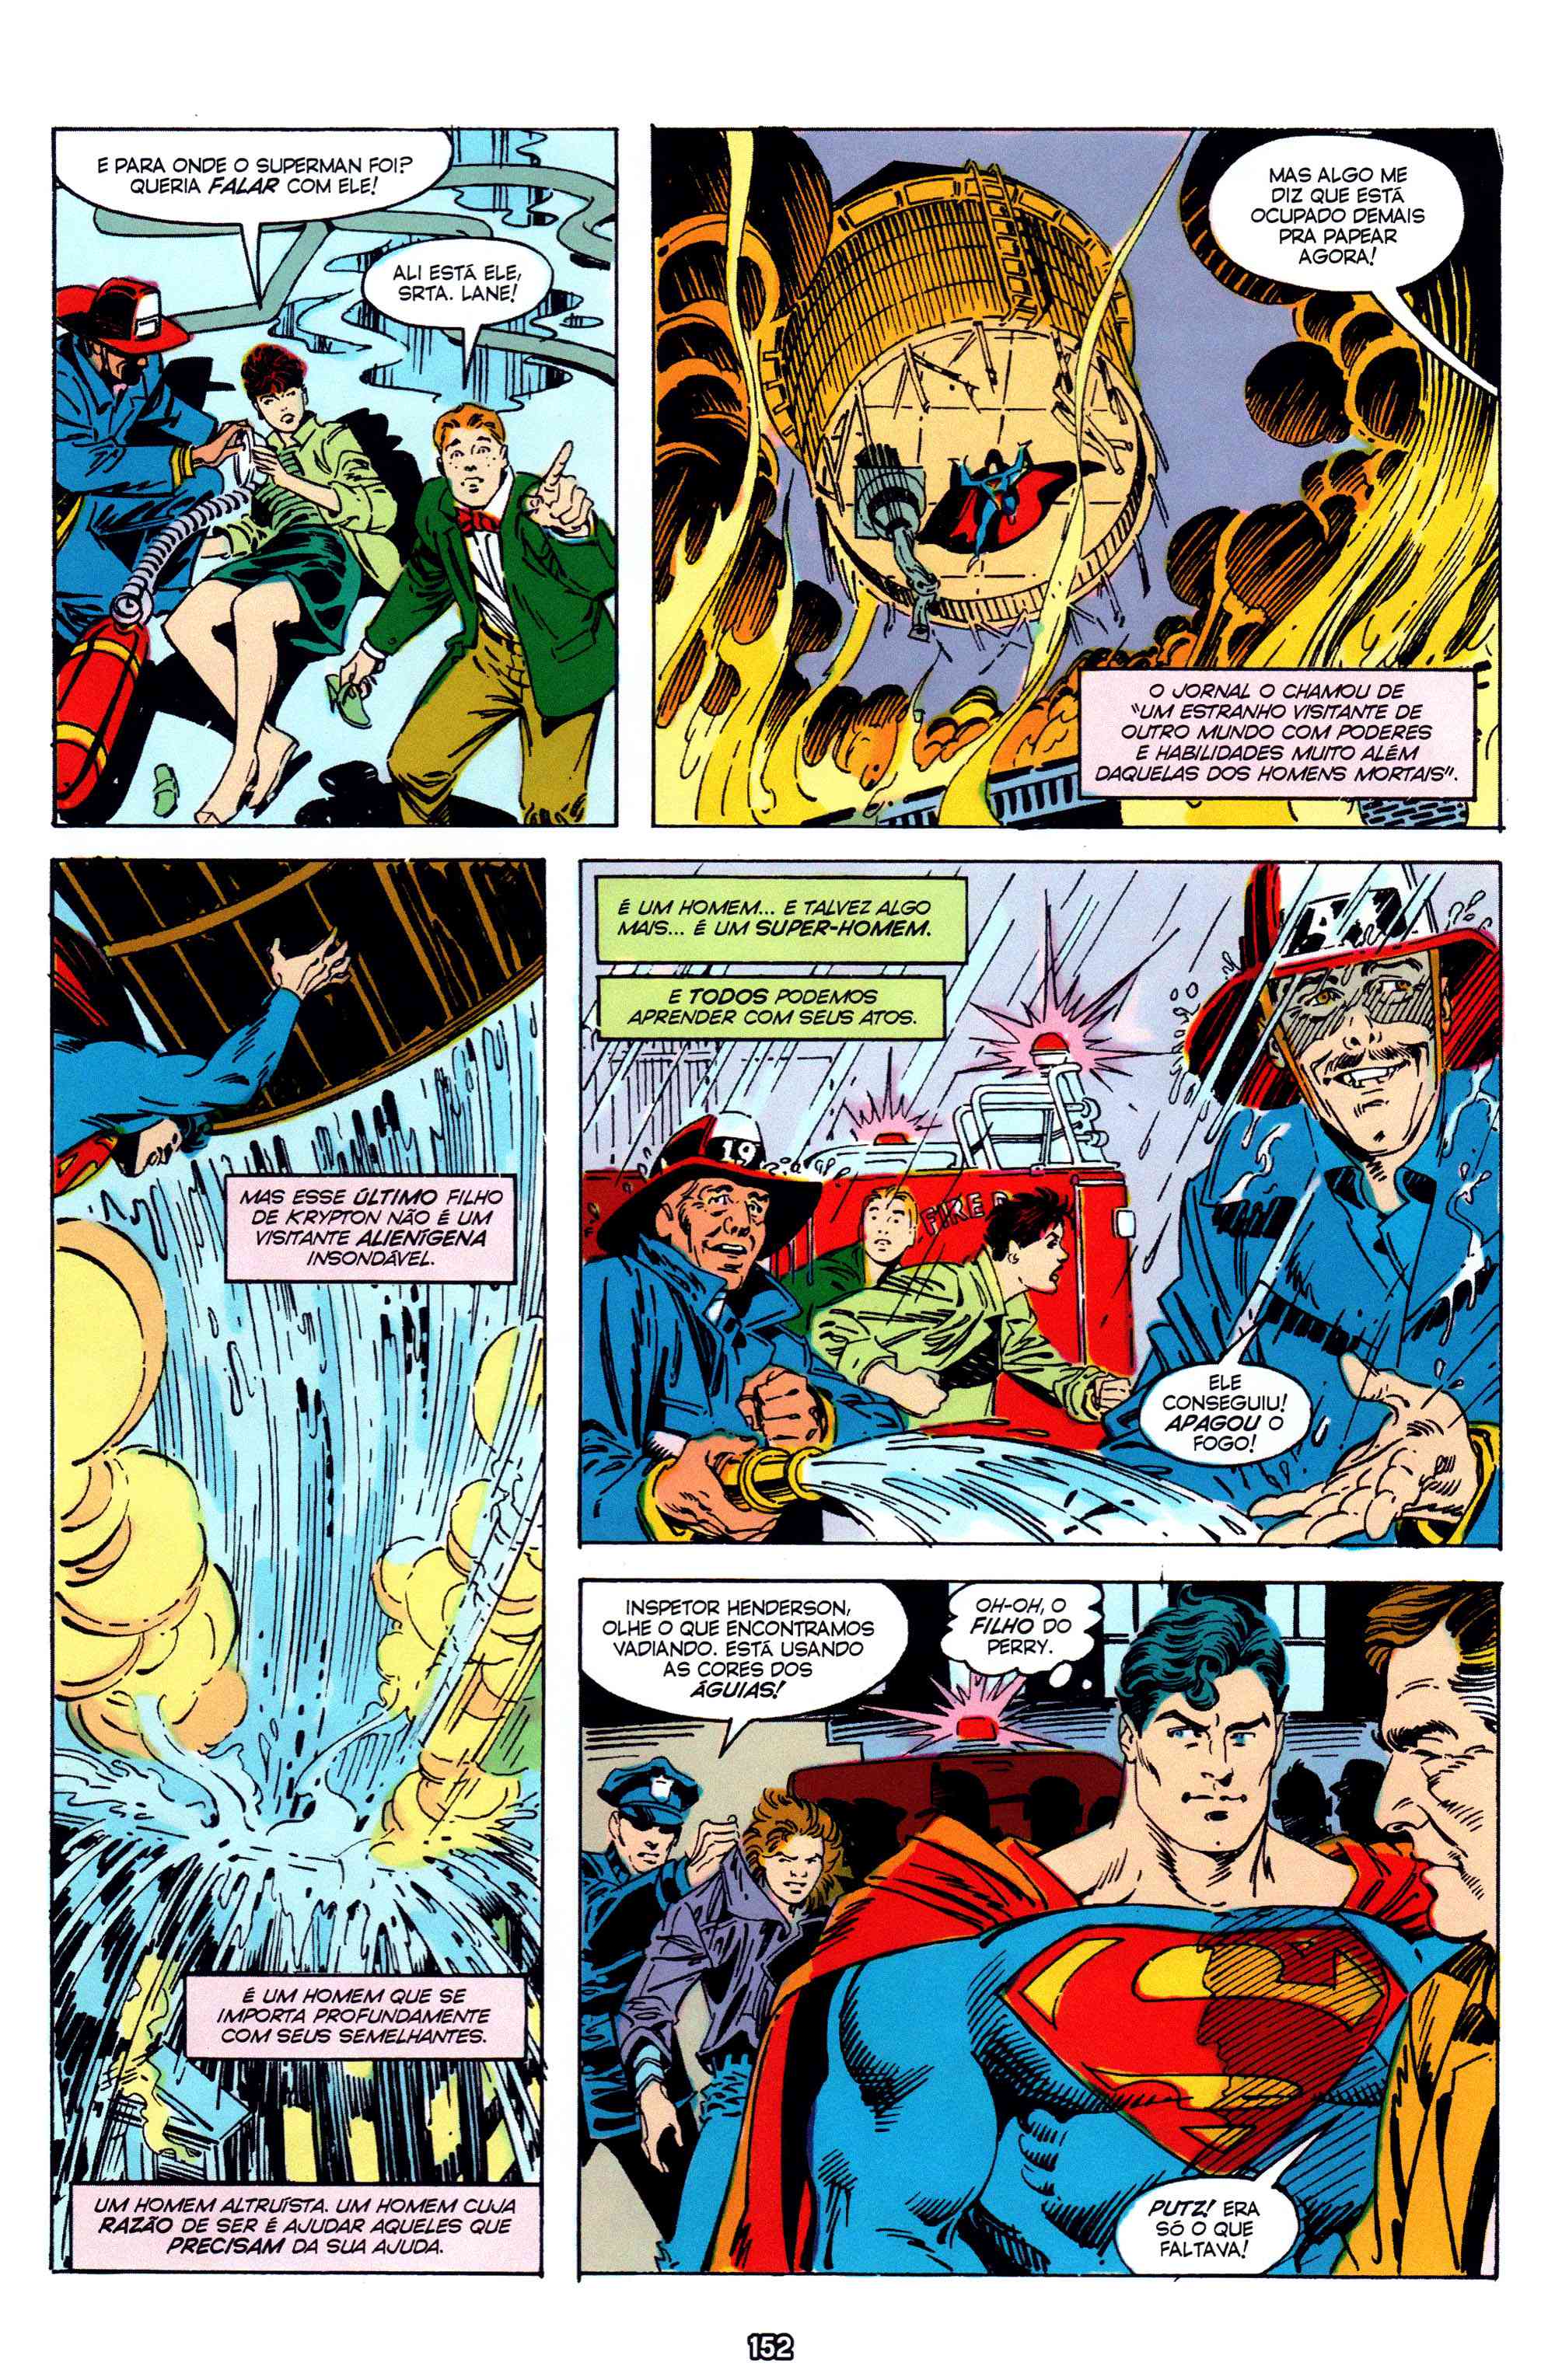 E PARA ONDE O SUPERMAN FOI?
QUERIA FALAR COM ELE!
ALI ESTÁ ELE,
SRTA. LANE!
MAS ALGO ME
DIZ QUE ESTÁ
OCUPADO DEMAIS
PRA PAPEAR
AGORA!
O JORNAL O CHAMOU DE
"UM ESTRANHO VISITANTE DE
OUTRO MUNDO COM PODERES
E HABILIDADES MUITO ALÉM
DAQUELAS DOS HOMENS MORTAIS".
MAS ESSE ÚLTIMO FILHO
DE KRYPTON NÃO É UM
VISITANTE ALIENÍGENA
INSONDÁVEL.
É UM HOMEM QUE SE
IMPORTA PROFUNDAMENTE
COM SEUS SEMELHANTES.
UM HOMEM ALTRUÍSTA. UM HOMEM CUJA
RAZÃO DE SER É AJUDAR AQUELES QUE
PRECISAM DA SUA AJUDA.
É UM HOMEM... E TALVEZ ALGO
MAIS... É UM SUPER-HOMEM.
E TODOS PODEMOS
APRENDER COM SEUS ATOS.
19
FIRE D
ELE
CONSEGUIU!
APAGOU O
FOGO!
INSPETOR HENDERSON,
OLHE O QUE ENCONTRAMOS
VADIANDO. ESTÁ USANDO
AS CORES DOS
ÁGUIAS!
OH-OH, O
FILHO DO
PERRY.
S
PUTZ! ERA
SÓ O QUE
FALTAVA!
152